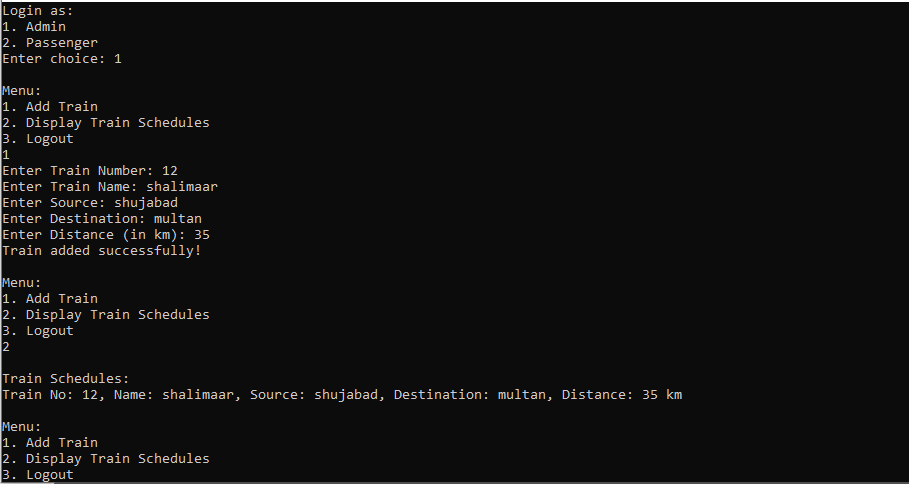 Login as:
1. Admin
2. Passenger
Enter choice: 1
Menu:
1. Add Train
2. Display Train Schedules
3. Logout
1
Enter Train Number: 12
Enter Train Name: shalimaar
Enter Source: shujabad
Enter Destination: multan
Enter Distance (in km): 35
Train added successfully!
Menu:
1. Add Train
2. Display Train Schedules
3. Logout
2
Train Schedules:
Train No: 12, Name: shalimaar, Source: shujabad, Destination: multan, Distance: 35 km
Menu:
1. Add Train
2. Display Train Schedules
3. Logout